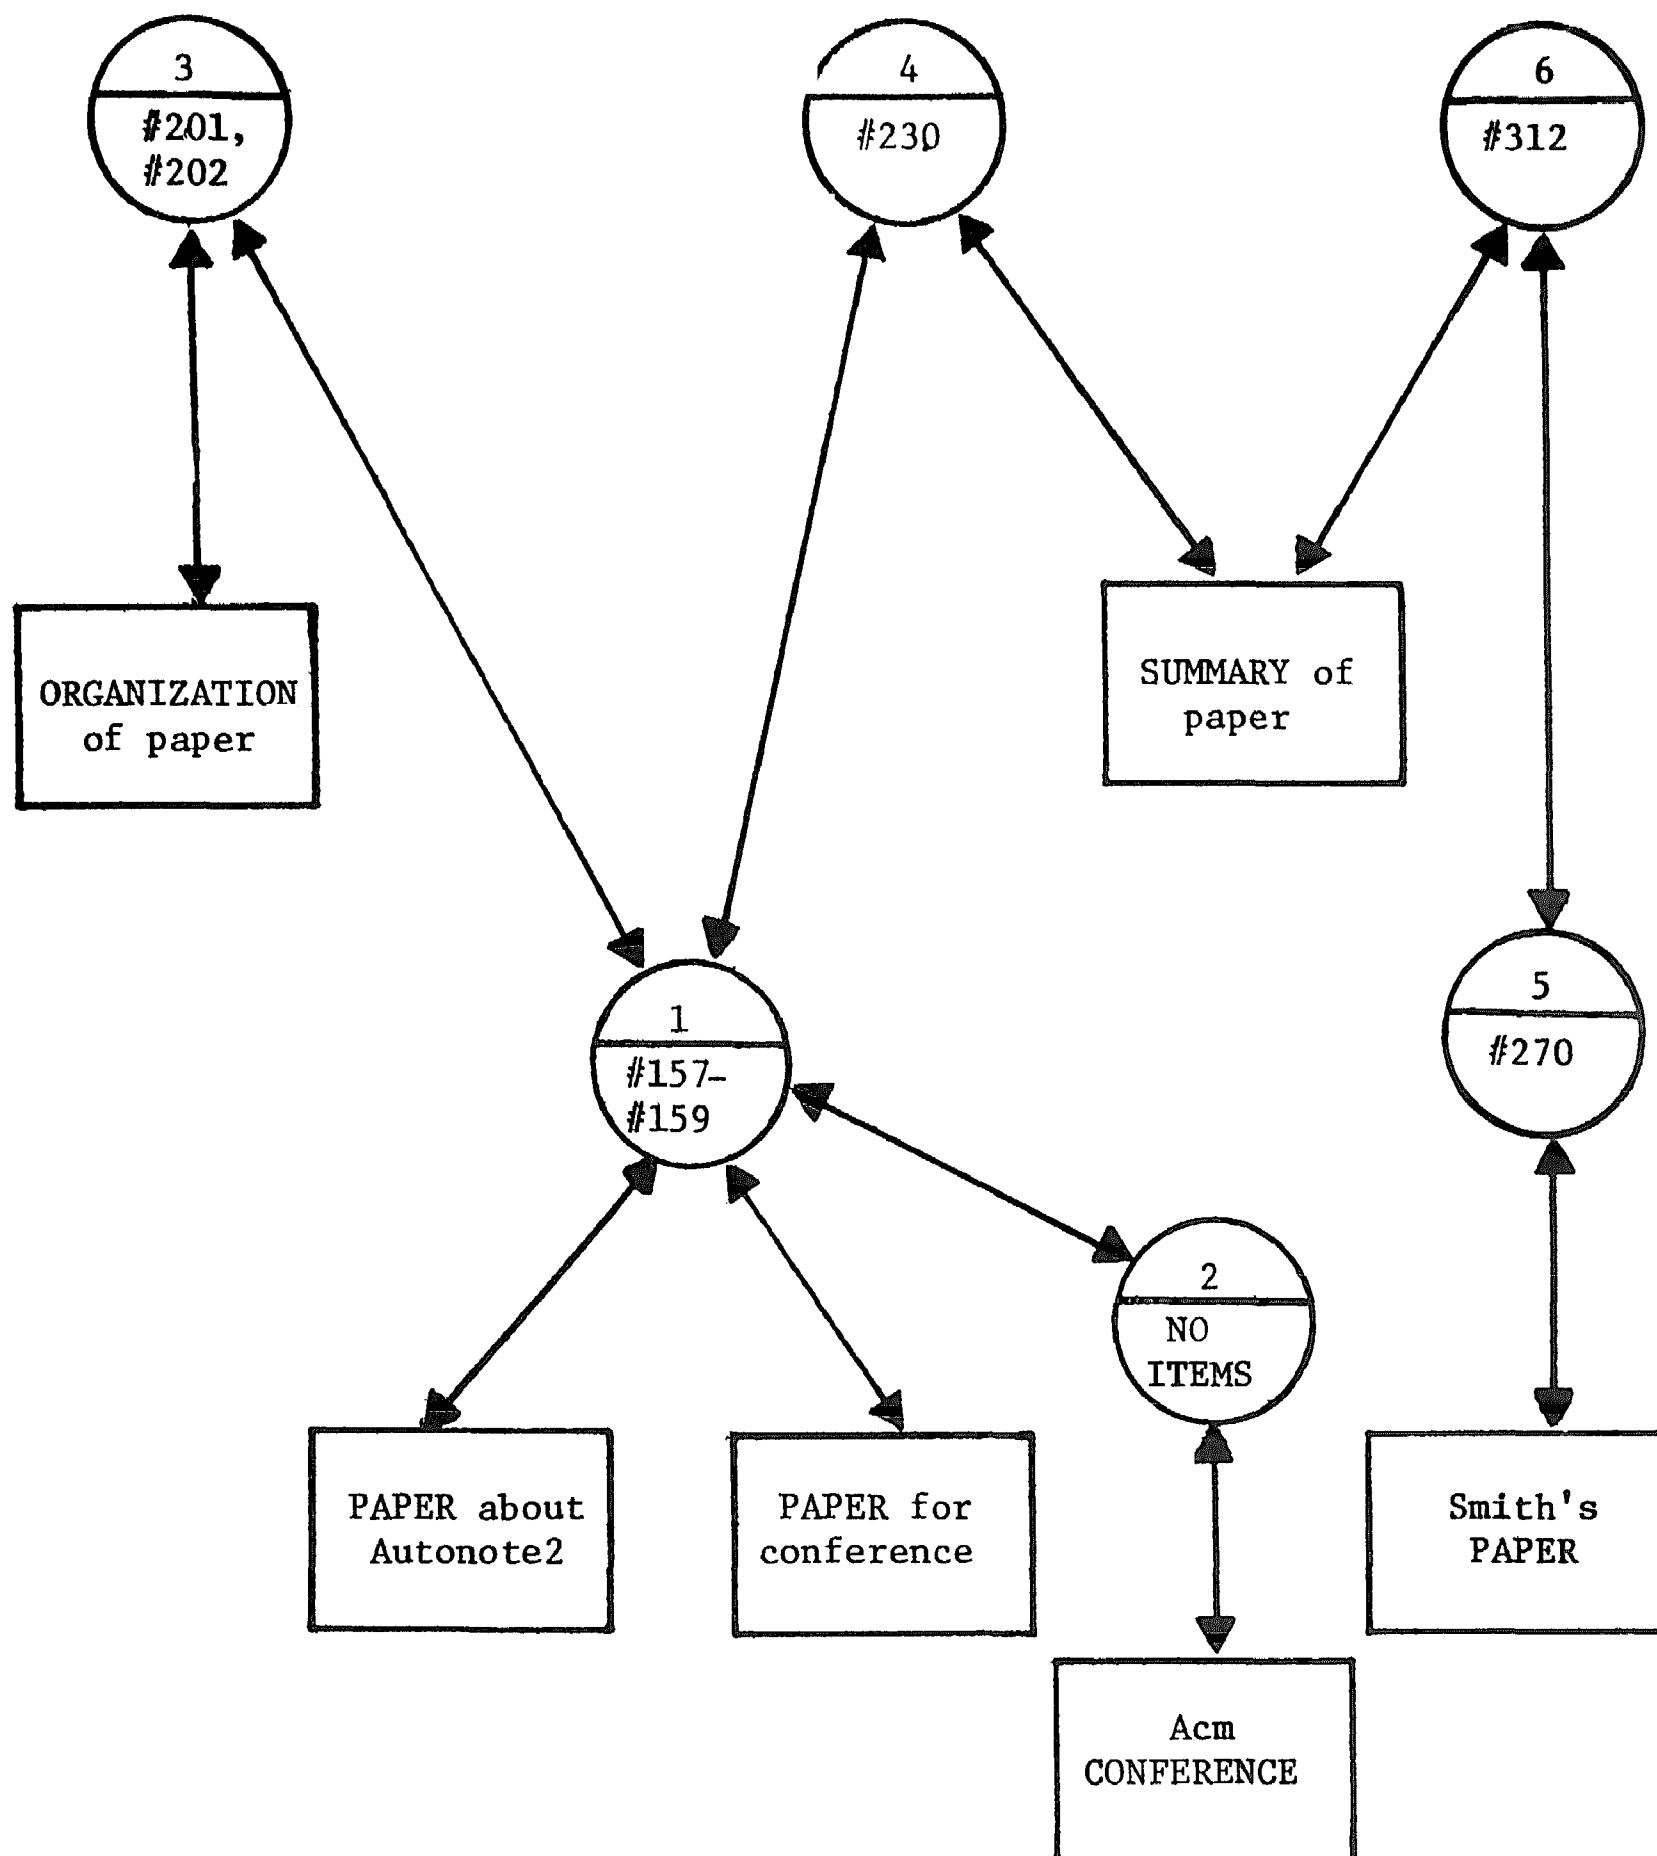 3
#201,
#202
4
#230
6
#312
ORGANIZATION
of paper
SUMMARY of
paper
1
#157-
#159
5
#270
2
NO
ITEMS
PAPER about
Autonote2
PAPER for
conference
Smith's
PAPER
Acm
CONFERENCE